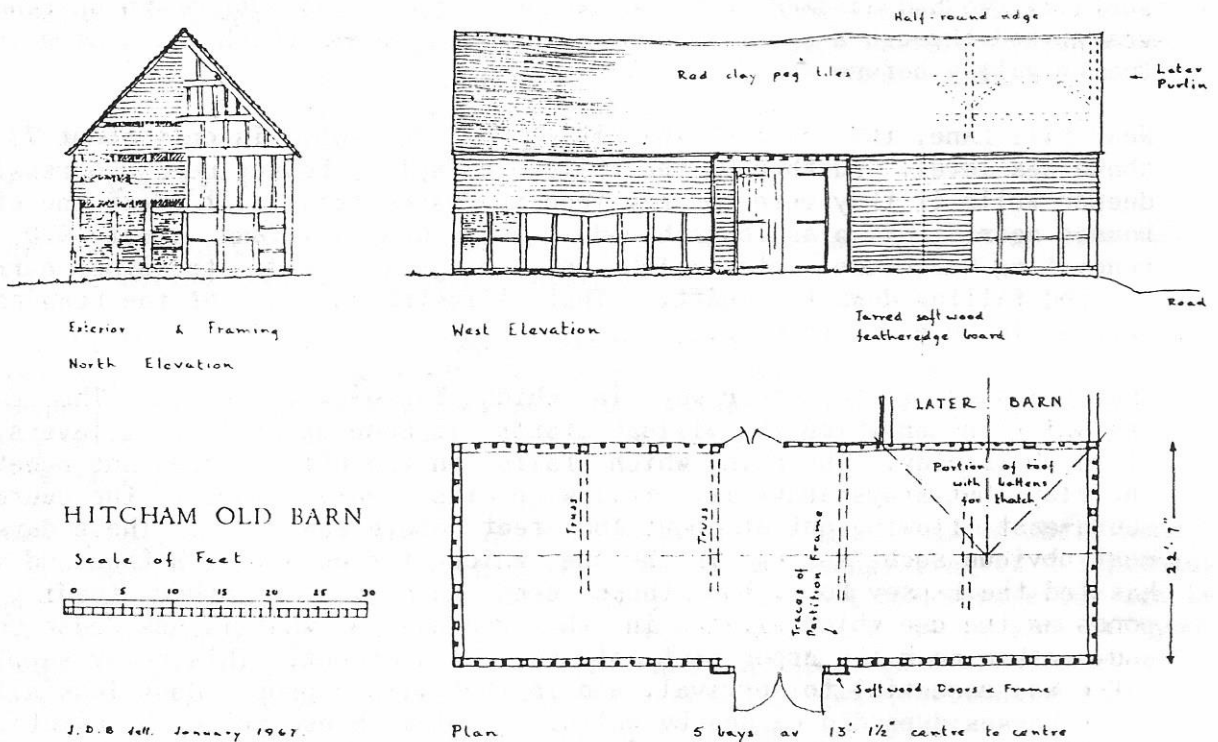 Half-round ridge
Red clay peg tiles
Later
Purlin
Exterior & Framing
North Elevation
West Elevation
Tarred soft wood
featheredge board
Road
HITCHAM OLD BARN
Scale of Feet
0 5 10 15 20 25 30
J.D.B. dell. January 1967.
LATER BARN
Portion of roof
with battens
for thatch
Truss
Truss
Traces of
Partition Frame
22'.7"
Softwood Doors & Frame
Plan
5 bays av 13'-1½ centre to centre